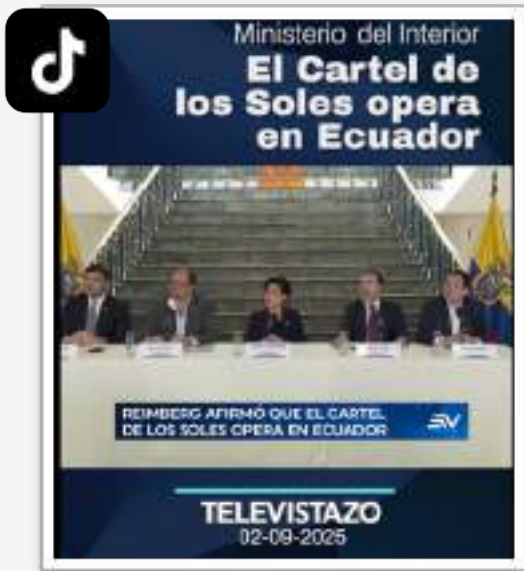 Ministerio del Interior
El Cartel de
los Soles opera
en Ecuador
REIMBERG AFIRMÓ QUE EL CARTEL
DE LOS SOLES OPERA EN ECUADOR
TELEVISTAZO
02-09-2025